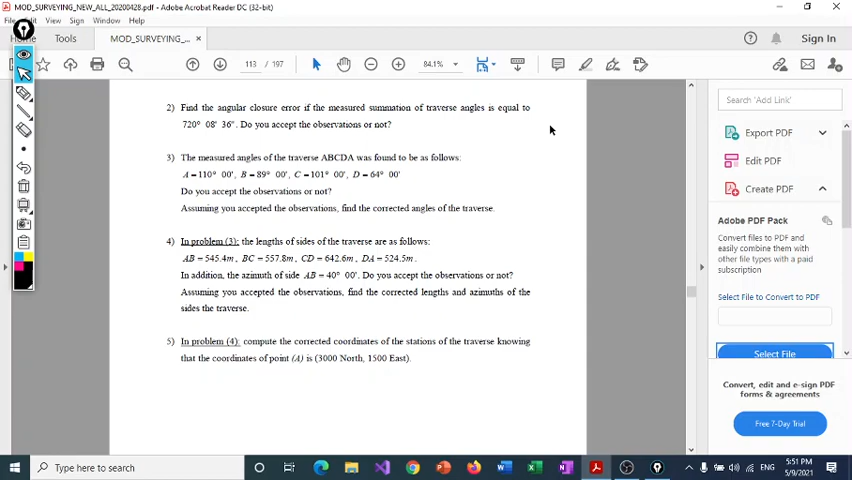 MOD_SURVEYING_NEW_ALL_20200428.pdf - Adobe Acrobat Reader DC (32-bit)
File Edit View Sign Window Help
Home Tools MOD_SURVEYING_... × Sign In
113 / 197 84.1%
2) Find the angular closure error if the measured summation of traverse angles is equal to
720° 08' 36". Do you accept the observations or not?
3) The measured angles of the traverse ABCDA was found to be as follows:
A = 110° 00', B = 89° 00', C = 101° 00', D = 64° 00'
Do you accept the observations or not?
Assuming you accepted the observations, find the corrected angles of the traverse.
4) In problem (3): the lengths of sides of the traverse are as follows:
AB = 545.4m, BC = 557.8m, CD = 642.6m, DA = 524.5m.
In addition, the azimuth of side AB = 40° 00'. Do you accept the observations or not?
Assuming you accepted the observations, find the corrected lengths and azimuths of the
sides the traverse.
5) In problem (4): compute the corrected coordinates of the stations of the traverse knowing
that the coordinates of point (A) is (3000 North, 1500 East).
Search 'Add Link'
Export PDF
Edit PDF
Create PDF
Adobe PDF Pack
Convert files to PDF and
easily combine them with
other file types with a paid
subscription
Select File to Convert to PDF
Select File
Convert, edit and e-sign PDF
forms & agreements
Free 7-Day Trial
Type here to search
ENG
5:51 PM
5/9/2021